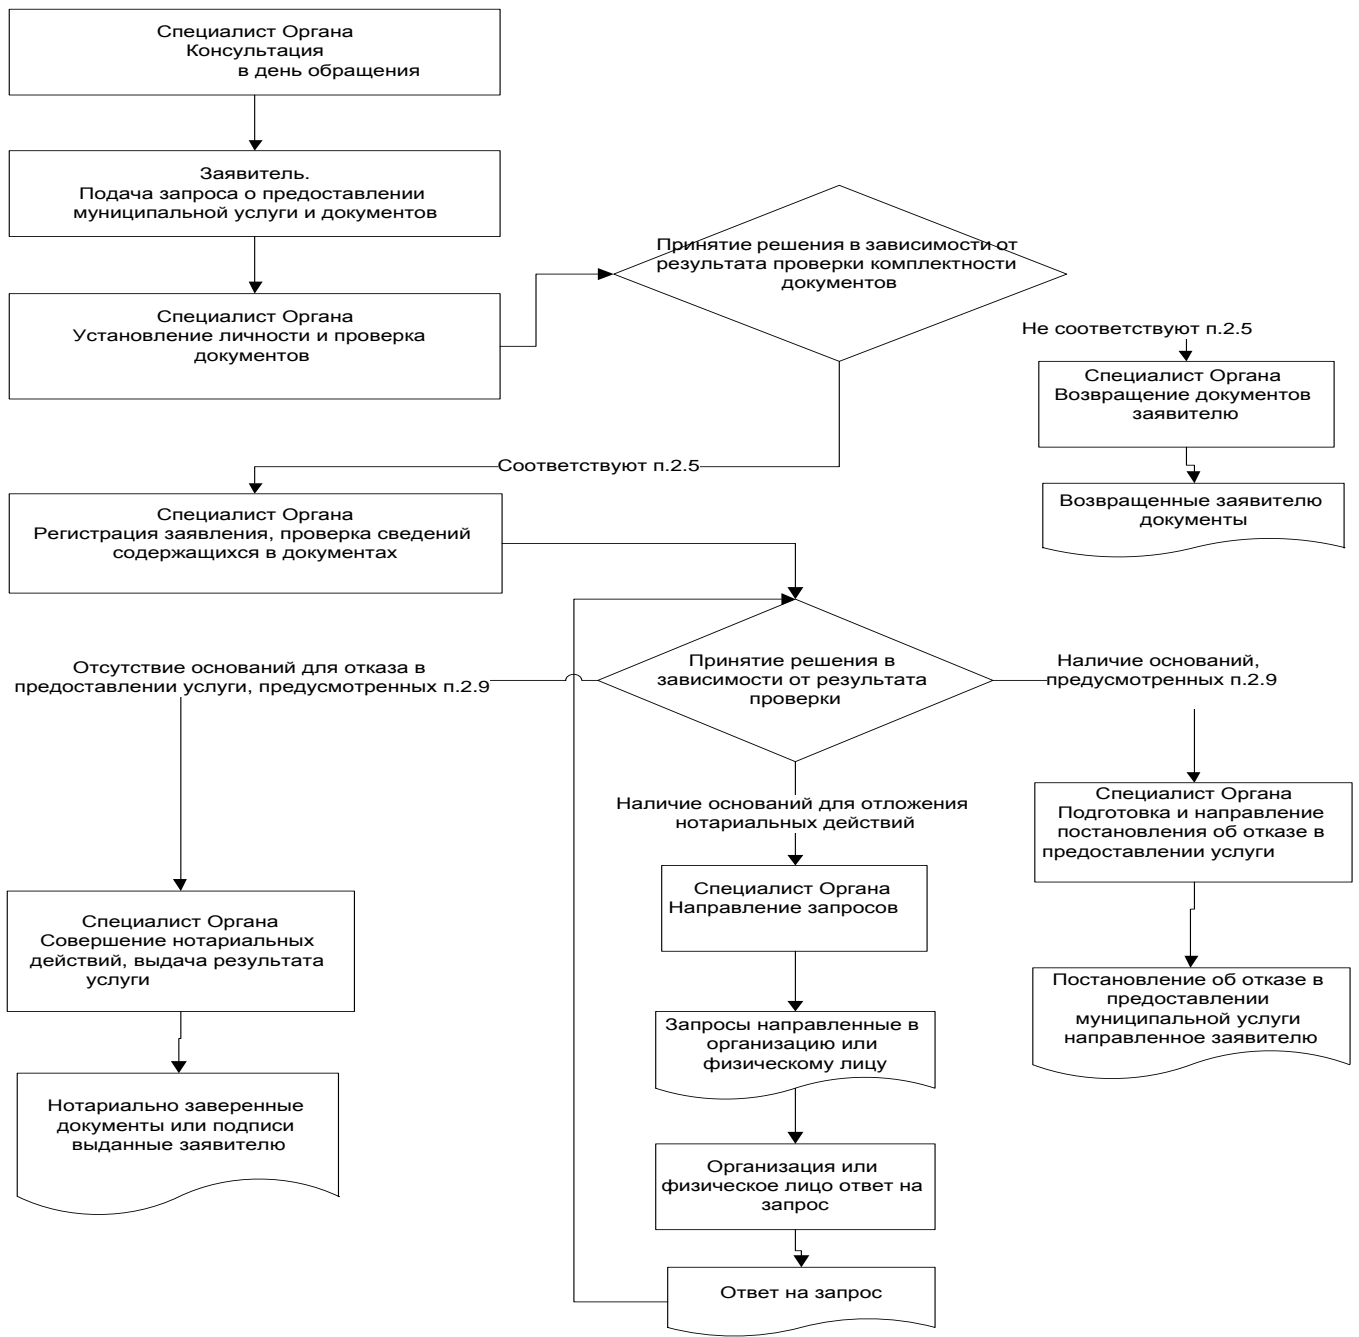 Специалист Органа
Консультация
в день обращения
Заявитель.
Подача запроса о предоставлении
муниципальной услуги и документов
Специалист Органа
Установление личности и проверка
документов
Принятие решения в зависимости от
результата проверки комплектности
документов
Не соответствуют п.2.5
Специалист Органа
Возвращение документов
заявителю
Возвращенные заявителю
документы
Соответствуют п.2.5
Специалист Органа
Регистрация заявления, проверка сведений
содержащихся в документах
Принятие решения в
зависимости от результата
проверки
Отсутствие оснований для отказа в
предоставлении услуги, предусмотренных п.2.9
Наличие оснований,
предусмотренных п.2.9
Наличие оснований для отложения
нотариальных действий
Специалист Органа
Подготовка и направление
постановления об отказе в
предоставлении услуги
Специалист Органа
Направление запросов
Специалист Органа
Совершение нотариальных
действий, выдача результата
услуги
Постановление об отказе в
предоставлении
муниципальной услуги
направленное заявителю
Запросы направленные в
организацию или
физическому лицу
Нотариально заверенные
документы или подписи
выданные заявителю
Организация или
физическое лицо ответ на
запрос
Ответ на запрос